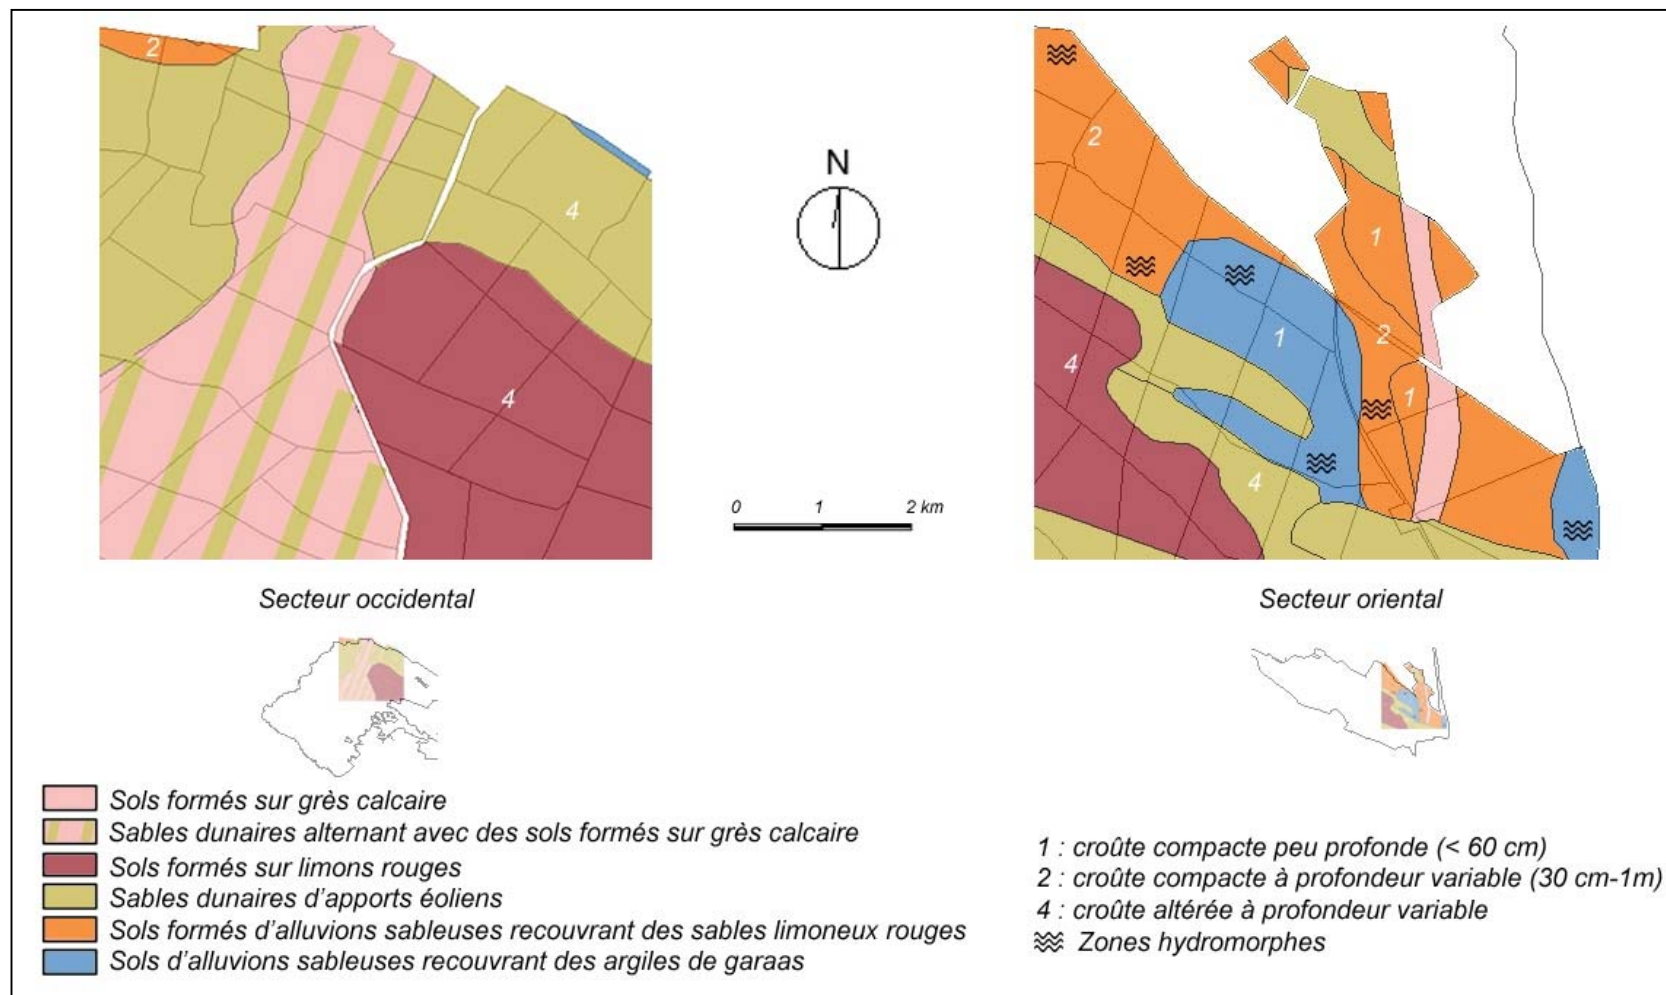 2
4
4
N
0 1 2 km
2
1
1
2
4
1
4
Secteur occidental
Secteur oriental
Sols formés sur grès calcaire
Sables dunaires alternant avec des sols formés sur grès calcaire
Sols formés sur limons rouges
Sables dunaires d'apports éoliens
Sols formés d'alluvions sableuses recouvrant des sables limoneux rouges
Sols d'alluvions sableuses recouvrant des argiles de garaas
1 : croûte compacte peu profonde (< 60 cm)
2 : croûte compacte à profondeur variable (30 cm-1m)
4 : croûte altérée à profondeur variable
Zones hydromorphes